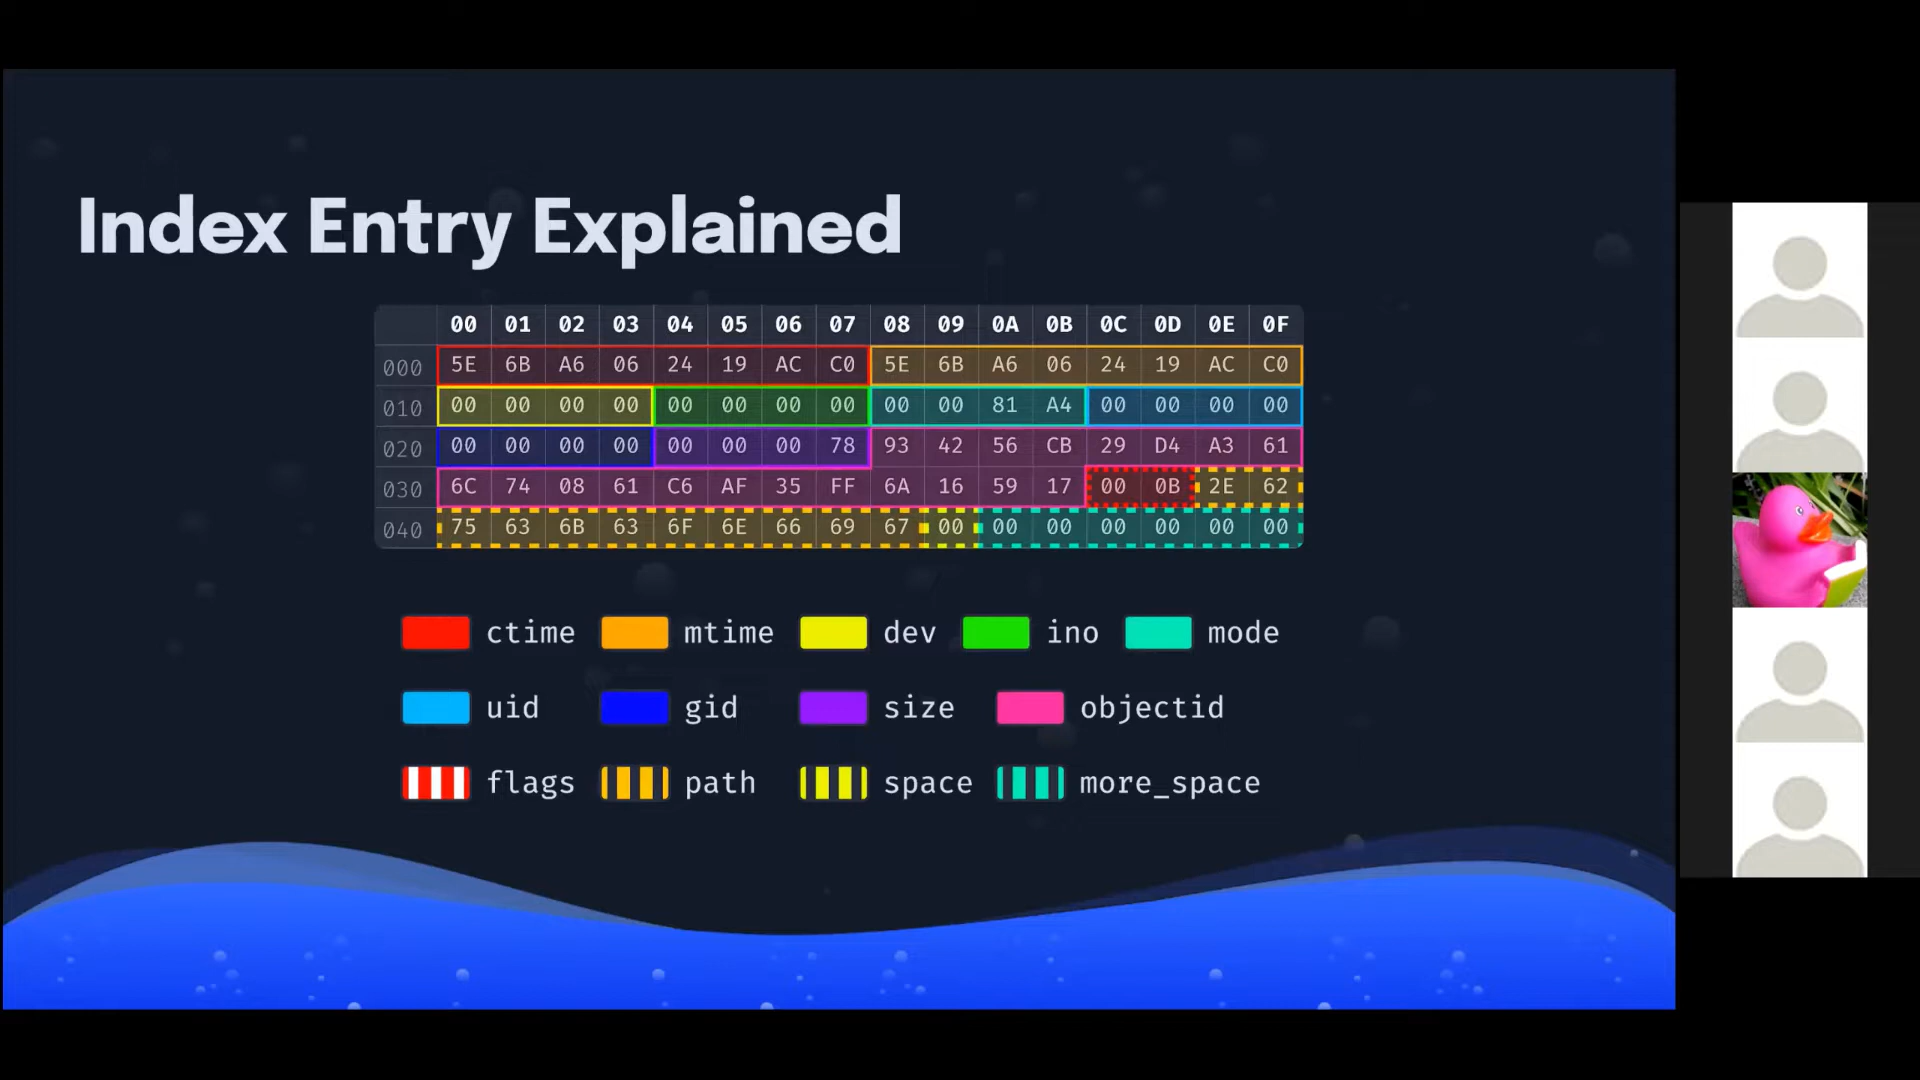 Index Entry Explained
00 01 02 03 04 05 06 07 08 09 0A 0B 0C 0D 0E 0F
000 5E 6B A6 06 24 19 AC C0 5E 6B A6 06 24 19 AC C0
010 00 00 00 00 00 00 00 00 00 00 81 A4 00 00 00 00
020 00 00 00 00 00 00 00 78 93 42 56 CB 29 D4 A3 61
030 6C 74 08 61 C6 AF 35 FF 6A 16 59 17 00 0B 2E 62
040 75 63 6B 63 6F 6E 66 69 67 00 00 00 00 00 00 00
ctime mtime dev ino mode
uid gid size objectid
flags path space more_space